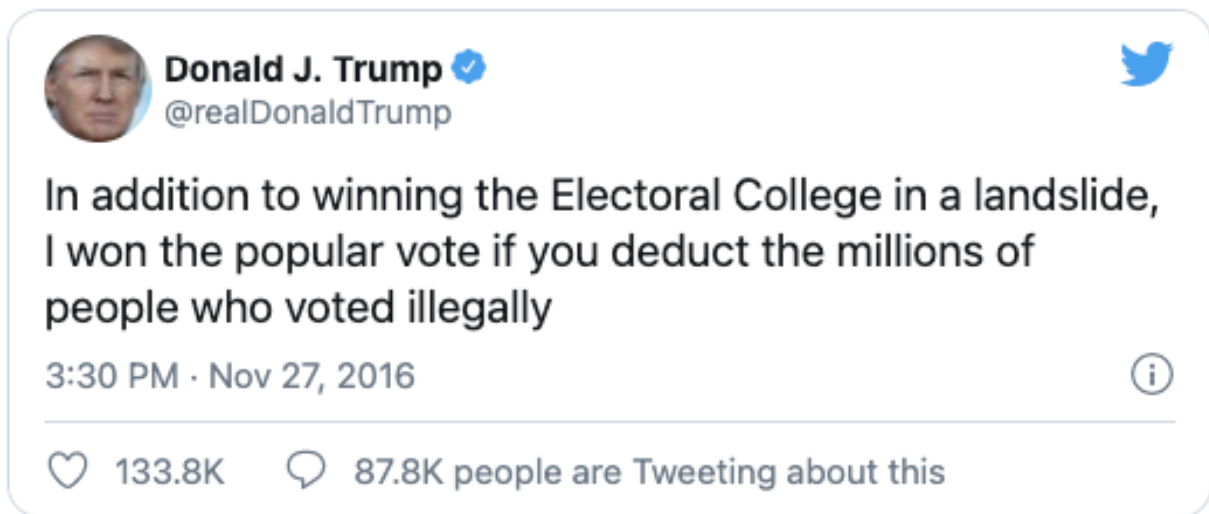 Donald J. Trump
@realDonaldTrump
In addition to winning the Electoral College in a landslide,
I won the popular vote if you deduct the millions of
people who voted illegally
3:30 PM · Nov 27, 2016
133.8K 87.8K people are Tweeting about this